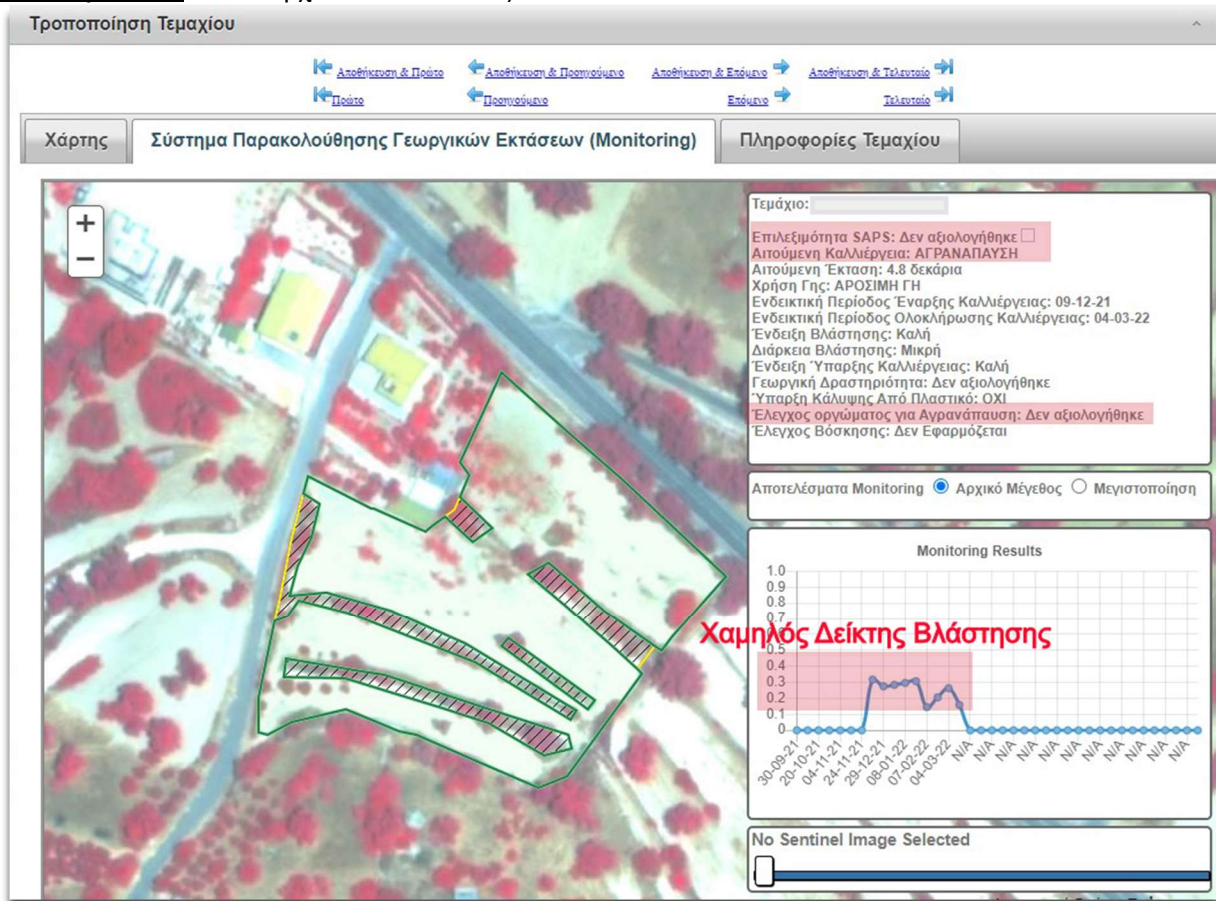 Τροποποίηση Τεμαχίου
Αποθήκευση & Πρώτο Αποθήκευση & Προηγούμενο Αποθήκευση & Επόμενο Αποθήκευση & Τελευταίο
Πρώτο Προηγούμενο Επόμενο Τελευταίο
Χάρτης Σύστημα Παρακολούθησης Γεωργικών Εκτάσεων (Monitoring) Πληροφορίες Τεμαχίου
+
−
Τεμάχιο:
Επιλεξιμότητα SAPS: Δεν αξιολογήθηκε
Αιτούμενη Καλλιέργεια: ΑΓΡΑΝΑΠΑΥΣΗ
Αιτούμενη Έκταση: 4.8 δεκάρια
Χρήση Γης: ΑΡΟΣΙΜΗ ΓΗ
Ενδεικτική Περίοδος Έναρξης Καλλιέργειας: 09-12-21
Ενδεικτική Περίοδος Ολοκλήρωσης Καλλιέργειας: 04-03-22
Ένδειξη Βλάστησης: Καλή
Διάρκεια Βλάστησης: Μικρή
Ένδειξη Ύπαρξης Καλλιέργειας: Καλή
Γεωργική Δραστηριότητα: Δεν αξιολογήθηκε
Ύπαρξη Κάλυψης Από Πλαστικό: ΟΧΙ
Έλεγχος οργώματος για Αγρανάπαυση: Δεν αξιολογήθηκε
Έλεγχος Βόσκησης: Δεν Εφαρμόζεται
Αποτελέσματα Monitoring Αρχικό Μέγεθος Μεγιστοποίηση
Monitoring Results
1.0
0.9
0.8
0.7
Χαμηλός Δείκτης Βλάστησης
0.5
0.4
0.3
0.2
0.1
0
30-09-21 20-10-21 04-11-21 24-11-21 29-12-21 08-01-22 07-02-22 04-03-22 N/A N/A N/A N/A N/A N/A N/A N/A N/A N/A N/A
No Sentinel Image Selected